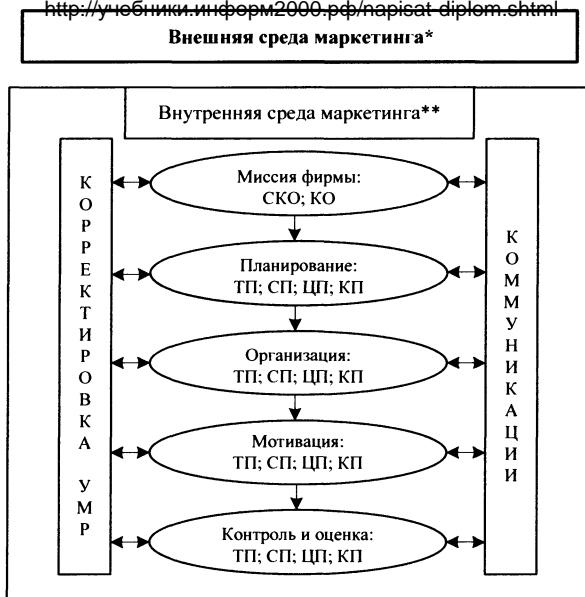 http://учебники.информ2000.рф/napisat-diplom.shtml
Внешняя среда маркетинга*
Внутренняя среда маркетинга**
КОРРЕКТИРОВКА УМР
Миссия фирмы:
СКО; КО
Планирование:
ТП; СП; ЦП; КП
Организация:
ТП; СП; ЦП; КП
Мотивация:
ТП; СП; ЦП; КП
Контроль и оценка:
ТП; СП; ЦП; КП
КОММУНИКАЦИИ